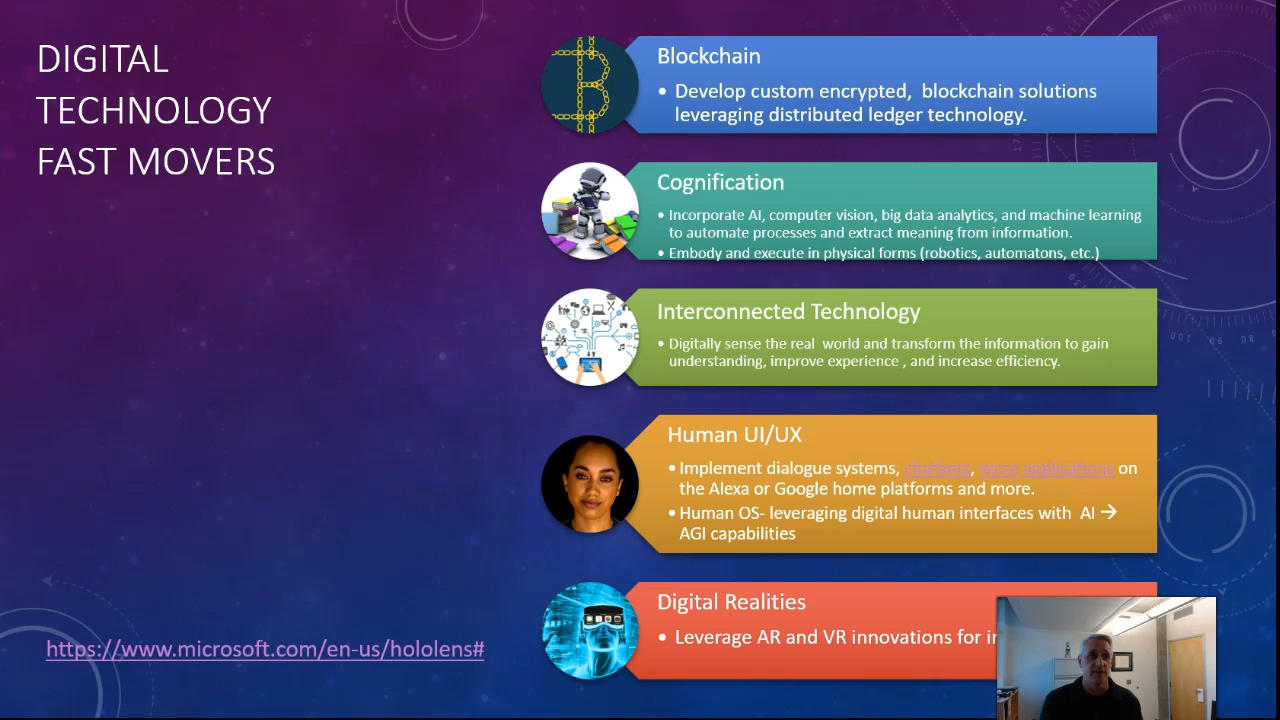 DIGITAL
TECHNOLOGY
FAST MOVERS
Blockchain
• Develop custom encrypted,  blockchain solutions
leveraging distributed ledger technology.
Cognification
• Incorporate AI, computer vision, big data analytics, and machine learning
to automate processes and extract meaning from information.
• Embody and execute in physical forms (robotics, automatons, etc.)
Interconnected Technology
• Digitally sense the real  world and transform the information to gain
understanding, improve experience , and increase efficiency.
Human UI/UX
• Implement dialogue systems, chatbots, voice applications on
the Alexa or Google home platforms and more.
• Human OS- leveraging digital human interfaces with  AI →
AGI capabilities
Digital Realities
• Leverage AR and VR innovations for
https://www.microsoft.com/en-us/hololens#